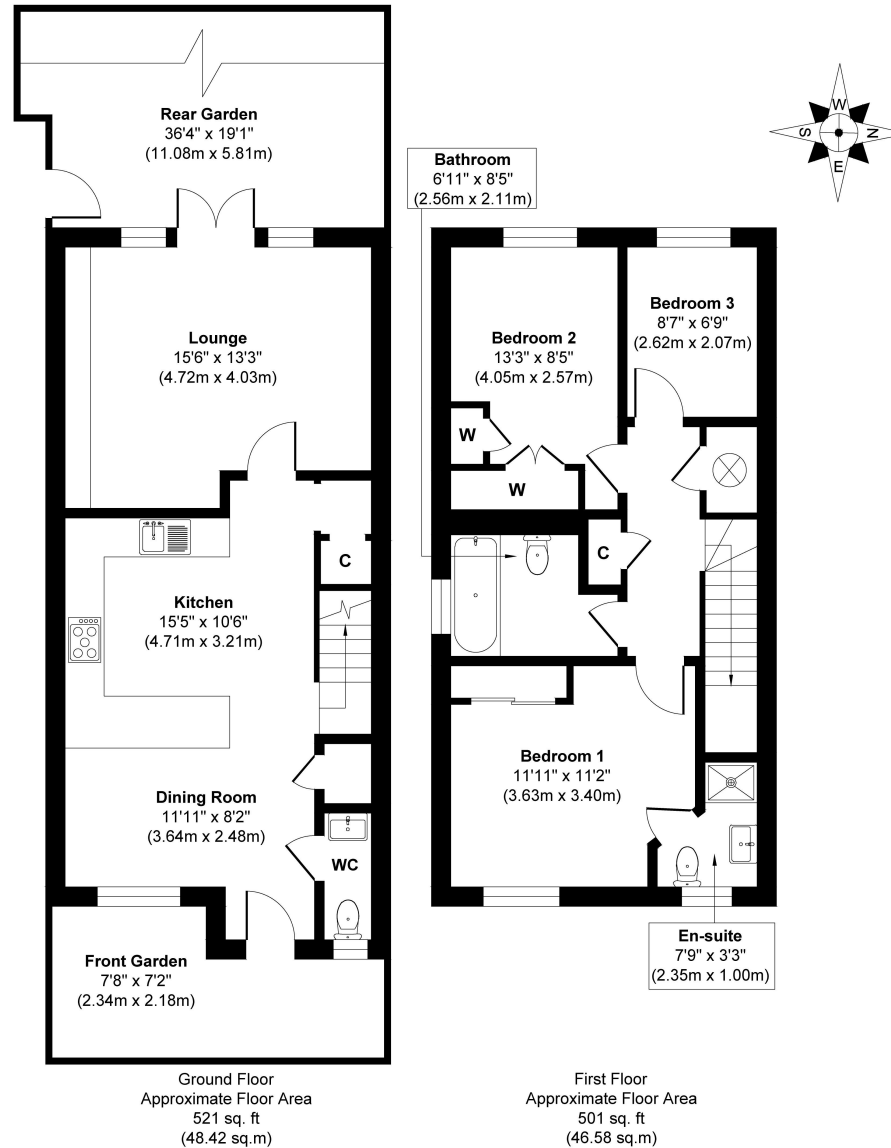 Rear Garden
36'4" x 19'1"
(11.08m x 5.81m)
W
S
N
E
Bathroom
6'11" x 8'5"
(2.56m x 2.11m)
Lounge
15'6" x 13'3"
(4.72m x 4.03m)
Bedroom 2
13'3" x 8'5"
(4.05m x 2.57m)
Bedroom 3
8'7" x 6'9"
(2.62m x 2.07m)
W
W
C
C
Kitchen
15'5" x 10'6"
(4.71m x 3.21m)
Bedroom 1
11'11" x 11'2"
(3.63m x 3.40m)
Dining Room
11'11" x 8'2"
(3.64m x 2.48m)
WC
En-suite
7'9" x 3'3"
(2.35m x 1.00m)
Front Garden
7'8" x 7'2"
(2.34m x 2.18m)
Ground Floor
Approximate Floor Area
521 sq. ft
(48.42 sq.m)
First Floor
Approximate Floor Area
501 sq. ft
(46.58 sq.m)